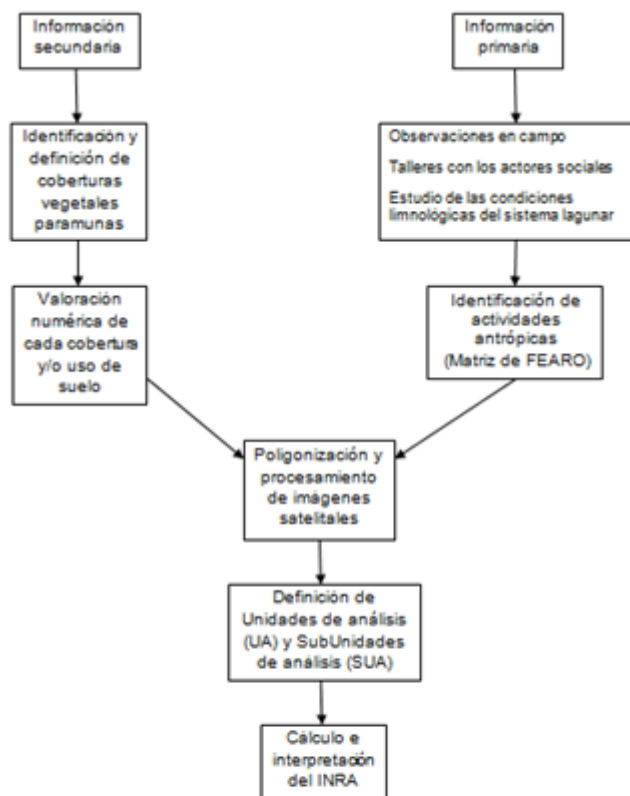 Información
secundaria
Información
primaria
Identificación y
definición de
coberturas
vegetales
paramunas
Observaciones en campo
Talleres con los actores sociales
Estudio de las condiciones
limnológicas del sistema lagunar
Valoración
numérica de
cada cobertura
y/o uso de
suelo
Identificación de
actividades
antrópicas
(Matriz de FEARO)
Poligonización y
procesamiento
de imágenes
satelitales
Definición de
Unidades de análisis
(UA) y SubUnidades
de análisis (SUA)
Cálculo e
interpretación
del INRA